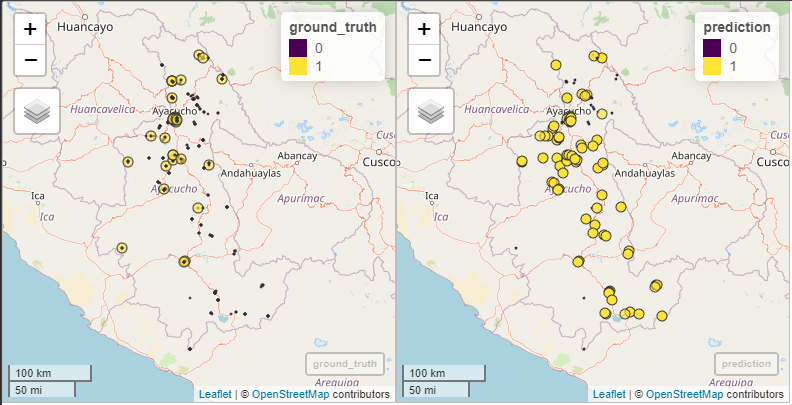 +
−
Huancayo
ground_truth
0
1
Huancavelica
Ayacucho
Abancay
Andahuaylas
Cusco
Cusc
Ica
Ica
Ayacucho
Apurímac
100 km
50 mi
ground_truth
Arequipa
Leaflet | © OpenStreetMap contributors
+
−
Huancayo
prediction
0
1
Huancavelica
Ayacucho
Abancay
Andahuaylas
Cusco
Ica
Ica
Ayacucho
Apurímac
100 km
50 mi
prediction
Arequipa
Leaflet | © OpenStreetMap contributors